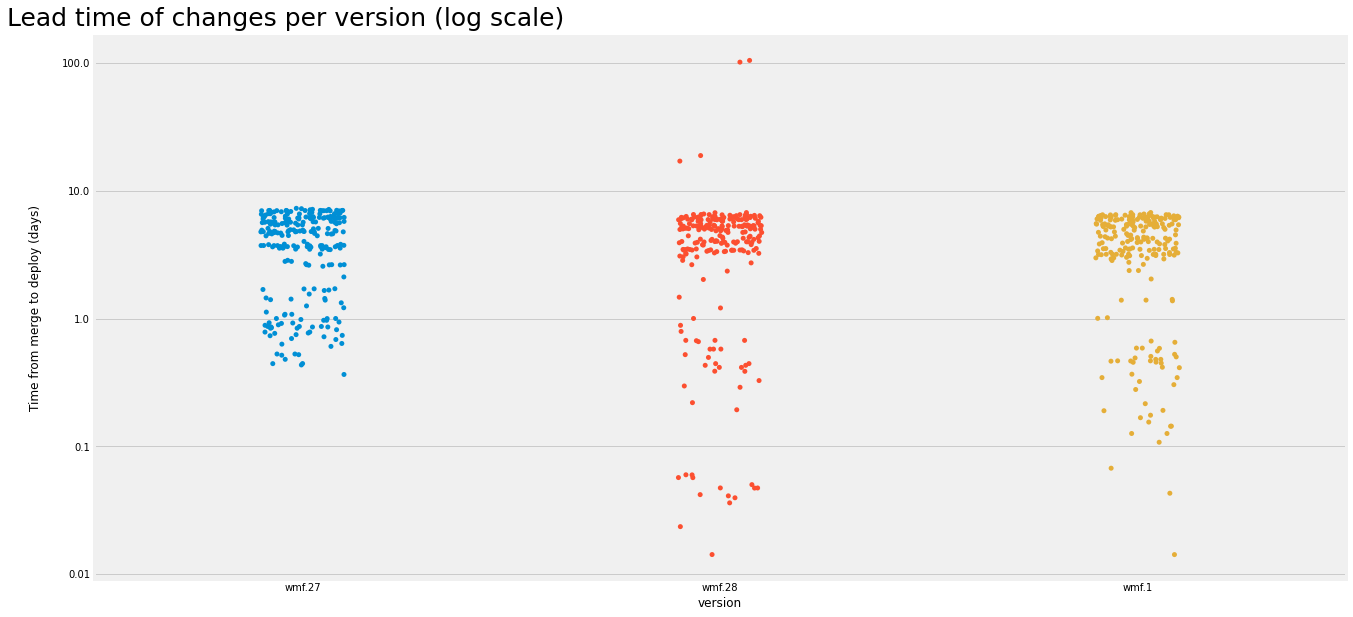 Lead time of changes per version (log scale)
Time from merge to deploy (days)
100.0
10.0
1.0
0.1
0.01
wmf.27
wmf.28
wmf.1
version